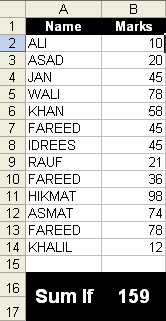 A B
1 Name Marks
2 ALI 10
3 ASAD 20
4 JAN 45
5 WALI 78
6 KHAN 58
7 FAREED 45
8 IDREES 45
9 RAUF 21
10 FAREED 36
11 HIKMAT 98
12 ASMAT 74
13 FAREED 78
14 KHALIL 12
15
16 Sum If 159
17